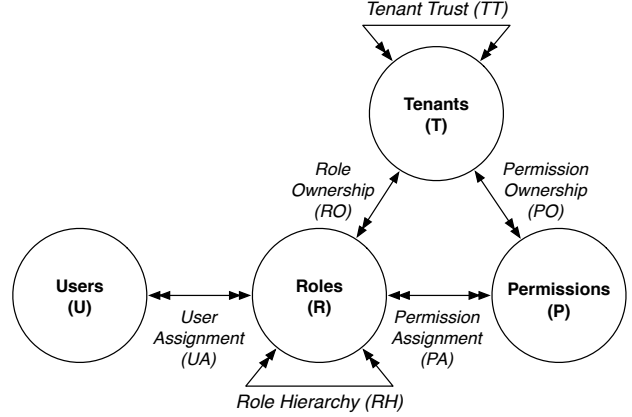 Tenant Trust (TT)
Tenants
(T)
Role
Ownership
(RO)
Permission
Ownership
(PO)
Users
(U)
Roles
(R)
Permissions
(P)
User
Assignment
(UA)
Permission
Assignment
(PA)
Role Hierarchy (RH)